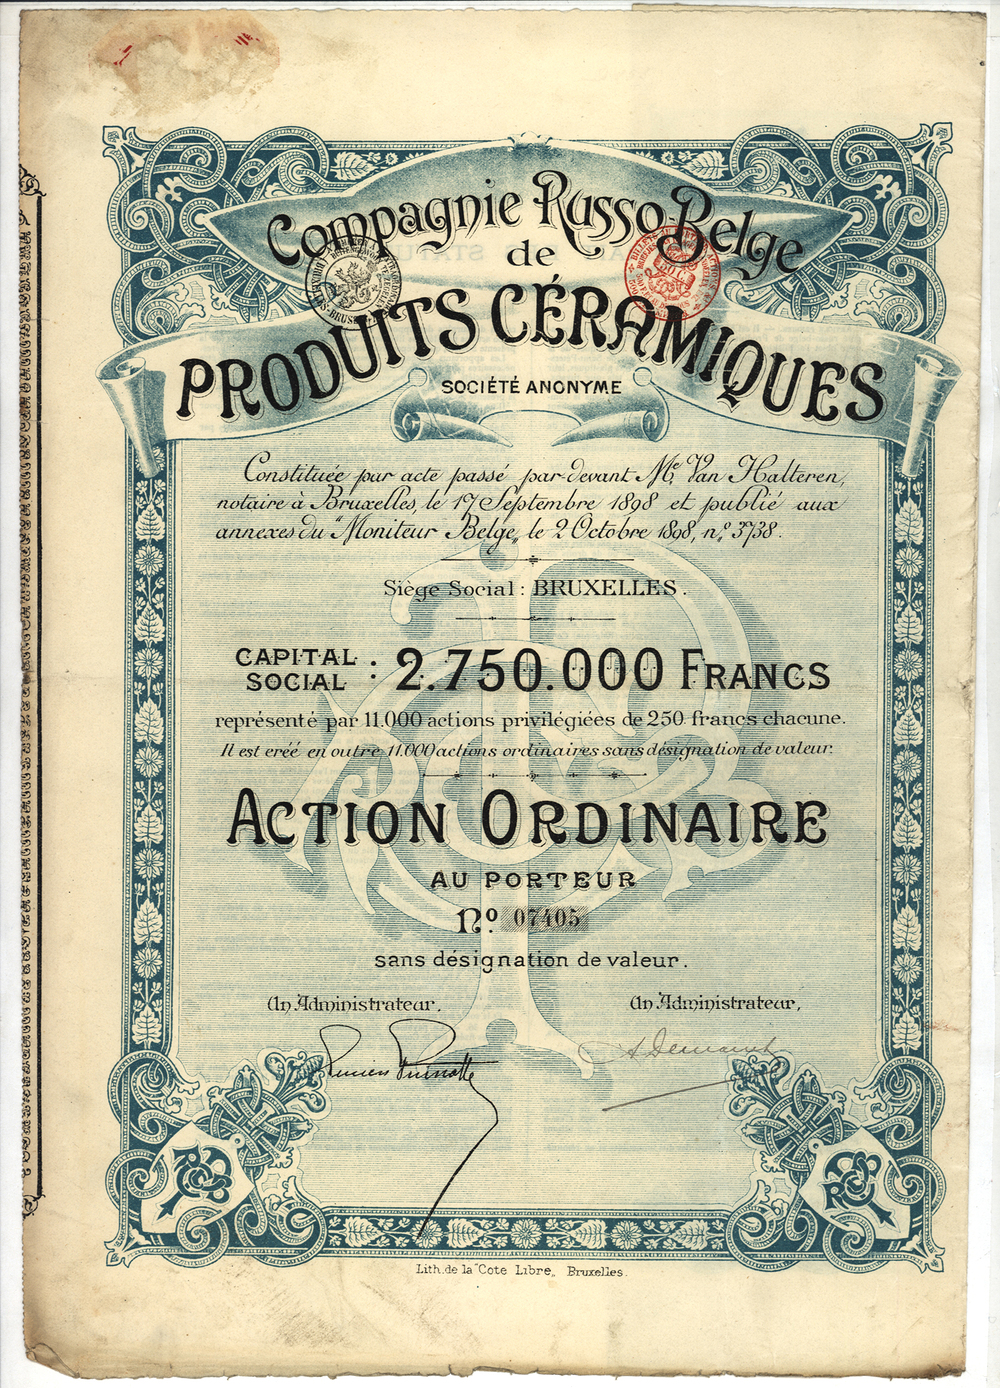 Compagnie Russo-Belge
de
PRODUITS CÉRAMIQUES
SOCIÉTÉ ANONYME
Constituée par acte passé par-devant Me. Van Halteren,
notaire à Bruxelles, le 17 Septembre 1898 et publié aux
annexes du "Moniteur Belge„ le 2 Octobre 1898, no. 3738.
Siège Social : BRUXELLES.
CAPITAL SOCIAL : 2.750.000 FRANCS
représenté par 11.000 actions privilégiées de 250 francs chacune.
Il est créé en outre 11.000 actions ordinaires sans désignation de valeur.
ACTION ORDINAIRE
AU PORTEUR
No. 07405
sans désignation de valeur.
Un Administrateur,
Un Administrateur,
Lith. de la "Cote Libre„ Bruxelles.